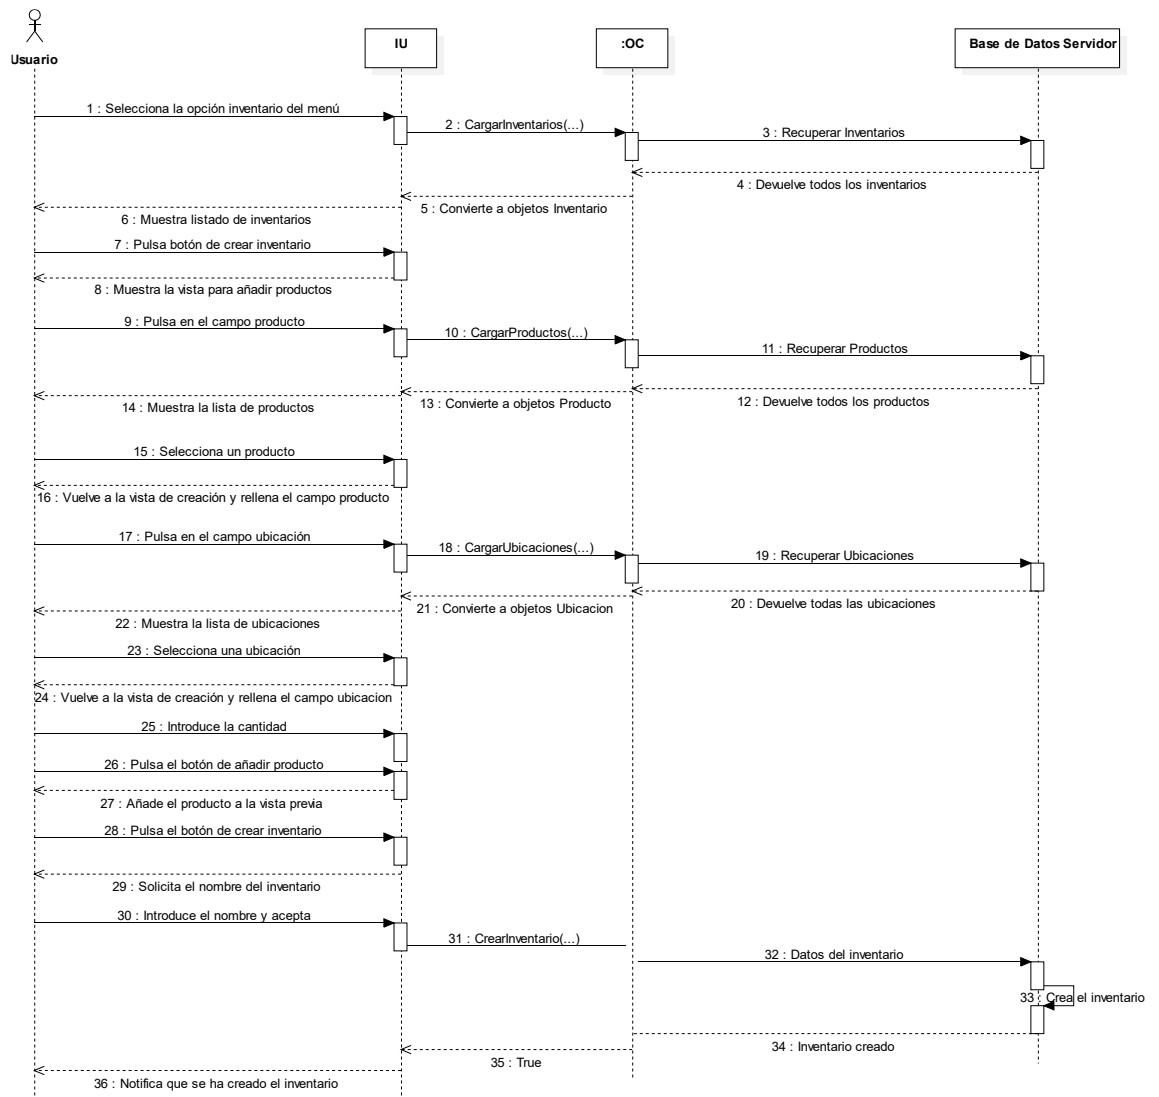 Usuario
IU
:OC
Base de Datos Servidor
1 : Selecciona la opción inventario del menú
2 : CargarInventarios(...)
3 : Recuperar Inventarios
4 : Devuelve todos los inventarios
5 : Convierte a objetos Inventario
6 : Muestra listado de inventarios
7 : Pulsa botón de crear inventario
8 : Muestra la vista para añadir productos
9 : Pulsa en el campo producto
10 : CargarProductos(...)
11 : Recuperar Productos
12 : Devuelve todos los productos
13 : Convierte a objetos Producto
14 : Muestra la lista de productos
15 : Selecciona un producto
16 : Vuelve a la vista de creación y rellena el campo producto
17 : Pulsa en el campo ubicación
18 : CargarUbicaciones(...)
19 : Recuperar Ubicaciones
20 : Devuelve todas las ubicaciones
21 : Convierte a objetos Ubicacion
22 : Muestra la lista de ubicaciones
23 : Selecciona una ubicación
24 : Vuelve a la vista de creación y rellena el campo ubicacion
25 : Introduce la cantidad
26 : Pulsa el botón de añadir producto
27 : Añade el producto a la vista previa
28 : Pulsa el botón de crear inventario
29 : Solicita el nombre del inventario
30 : Introduce el nombre y acepta
31 : CrearInventario(...)
32 : Datos del inventario
33 : Crea el inventario
34 : Inventario creado
35 : True
36 : Notifica que se ha creado el inventario